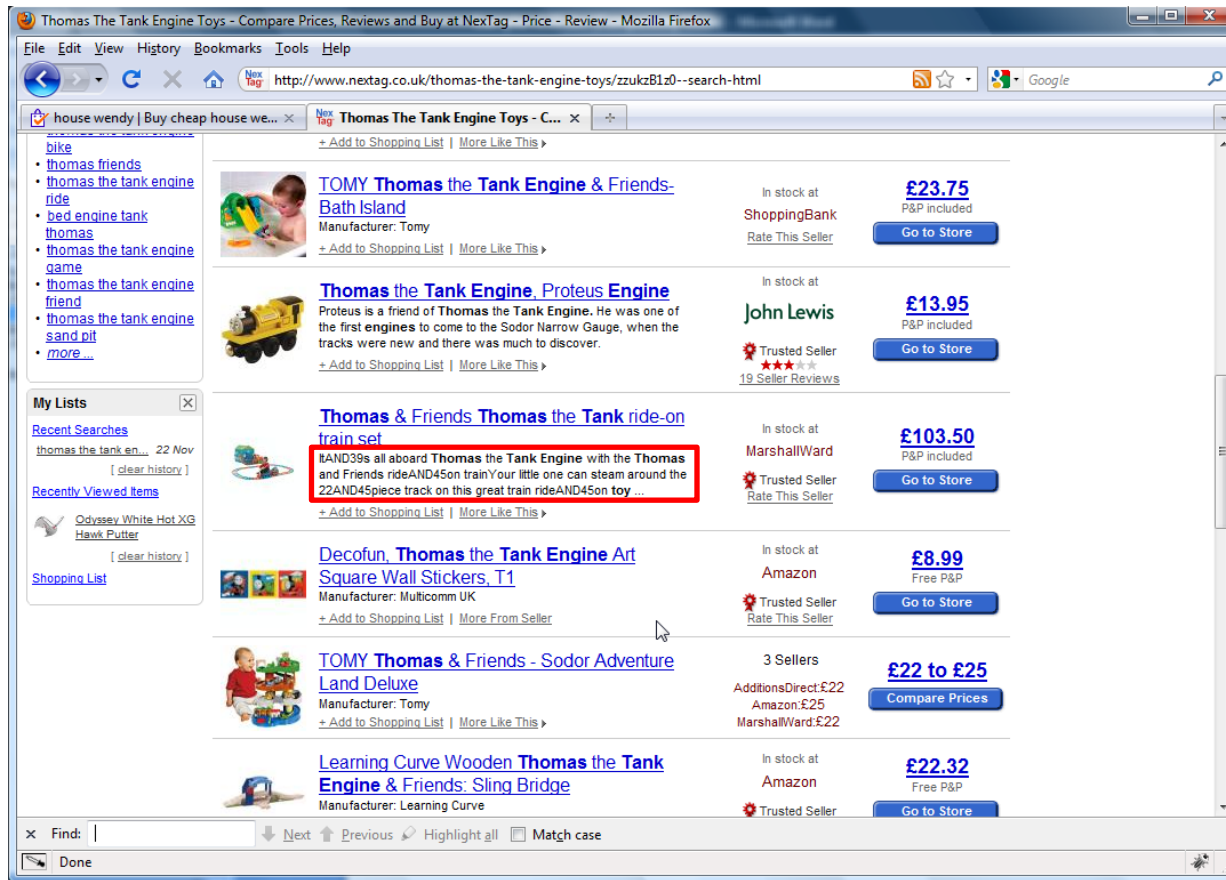 Thomas The Tank Engine Toys - Compare Prices, Reviews and Buy at NexTag - Price - Review - Mozilla Firefox
File Edit View History Bookmarks Tools Help
Nex Tag http://www.nextag.co.uk/thomas-the-tank-engine-toys/zzukzB1z0--search-html Google
house wendy | Buy cheap house we... Nex Tag Thomas The Tank Engine Toys - C...
bike
• thomas friends
• thomas the tank engine
ride
• bed engine tank
thomas
• thomas the tank engine
game
• thomas the tank engine
friend
• thomas the tank engine
sand pit
• more ...
My Lists
Recent Searches
thomas the tank en... 22 Nov
[ clear history ]
Recently Viewed Items
Odyssey White Hot XG
Hawk Putter
[ clear history ]
Shopping List
+ Add to Shopping List | More Like This
TOMY Thomas the Tank Engine & Friends-
Bath Island
Manufacturer: Tomy
+ Add to Shopping List | More Like This
In stock at
ShoppingBank
Rate This Seller
£23.75
P&P included
Go to Store
Thomas the Tank Engine, Proteus Engine
Proteus is a friend of Thomas the Tank Engine. He was one of
the first engines to come to the Sodor Narrow Gauge, when the
tracks were new and there was much to discover.
+ Add to Shopping List | More Like This
In stock at
John Lewis
Trusted Seller
19 Seller Reviews
£13.95
P&P included
Go to Store
Thomas & Friends Thomas the Tank ride-on
train set
ItAND39s all aboard Thomas the Tank Engine with the Thomas
and Friends rideAND45on trainYour little one can steam around the
22AND45piece track on this great train rideAND45on toy ...
+ Add to Shopping List | More Like This
In stock at
MarshallWard
Trusted Seller
Rate This Seller
£103.50
P&P included
Go to Store
Decofun, Thomas the Tank Engine Art
Square Wall Stickers, T1
Manufacturer: Multicomm UK
+ Add to Shopping List | More From Seller
In stock at
Amazon
Trusted Seller
Rate This Seller
£8.99
Free P&P
Go to Store
TOMY Thomas & Friends - Sodor Adventure
Land Deluxe
Manufacturer: Tomy
+ Add to Shopping List | More Like This
3 Sellers
AdditionsDirect:£22
Amazon:£25
MarshallWard:£22
£22 to £25
Compare Prices
Learning Curve Wooden Thomas the Tank
Engine & Friends: Sling Bridge
Manufacturer: Learning Curve
In stock at
Amazon
Trusted Seller
£22.32
Free P&P
Go to Store
Find: Next Previous Highlight all Match case
Done